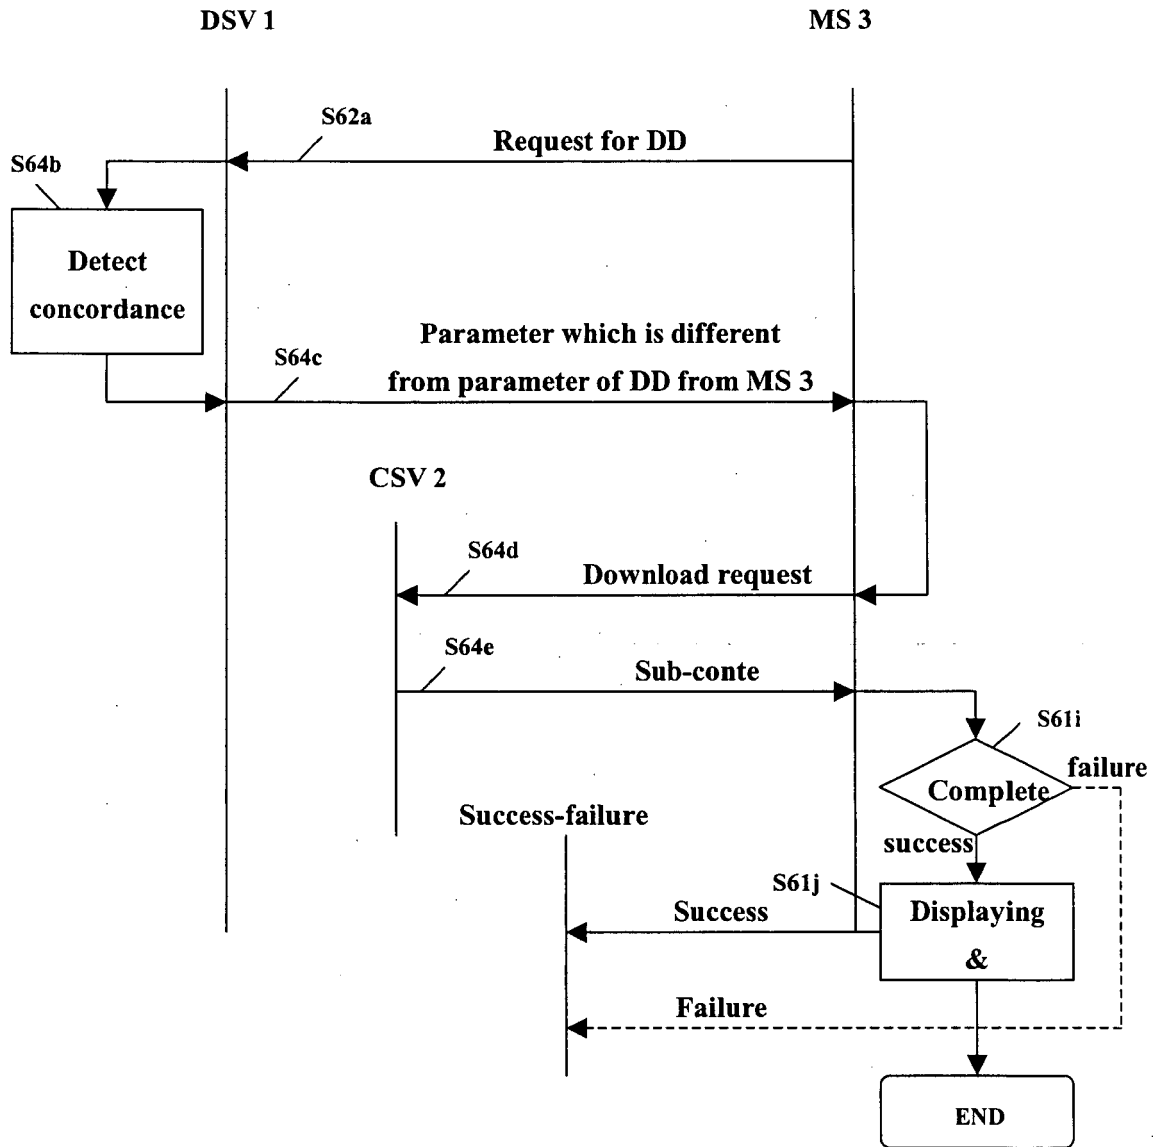 DSV 1
MS 3
S62a
Request for DD
S64b
Detect
concordance
Parameter which is different
S64c
from parameter of DD from MS 3
CSV 2
S64d
Download request
S64e
Sub-conte
S61i
failure
Complete
Success-failure
success
S61j
Success
Displaying
&
Failure
END